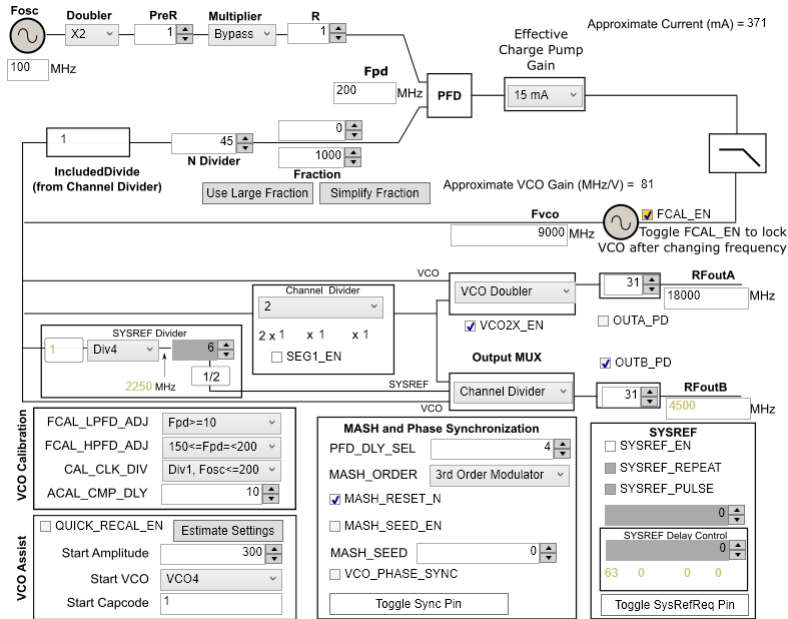 Fosc
Doubler
PreR
Multiplier
R
X2
1
Bypass
1
Approximate Current (mA) = 371
Effective
Charge Pump
Gain
100 MHz
Fpd
200 MHz
PFD
15 mA
1
45
0
N Divider
1000
IncludedDivide
(from Channel Divider)
Fraction
Use Large Fraction
Simplify Fraction
Approximate VCO Gain (MHz/V) = 81
Fvco
FCAL_EN
9000 MHz
Toggle FCAL_EN to lock
VCO after changing frequency
VCO
Channel Divider
2
2 x 1 x 1 x 1
SEG1_EN
VCO Doubler
31
RFoutA
18000 MHz
VCO2X_EN
OUTA_PD
SYSREF Divider
1
Div4
6
2250 MHz
1/2
SYSREF
Output MUX
OUTB_PD
Channel Divider
31
RFoutB
4500 MHz
VCO
VCO Calibration
FCAL_LPFD_ADJ Fpd>=10
FCAL_HPFD_ADJ 150<=Fpd=<200
CAL_CLK_DIV Div1, Fosc<=200
ACAL_CMP_DLY 10
VCO Assist
QUICK_RECAL_EN Estimate Settings
Start Amplitude 300
Start VCO VCO4
Start Capcode 1
MASH and Phase Synchronization
PFD_DLY_SEL 4
MASH_ORDER 3rd Order Modulator
MASH_RESET_N
MASH_SEED_EN
MASH_SEED 0
VCO_PHASE_SYNC
Toggle Sync Pin
SYSREF
SYSREF_EN
SYSREF_REPEAT
SYSREF_PULSE
0
SYSREF Delay Control
0
63 0 0 0
Toggle SysRefReq Pin